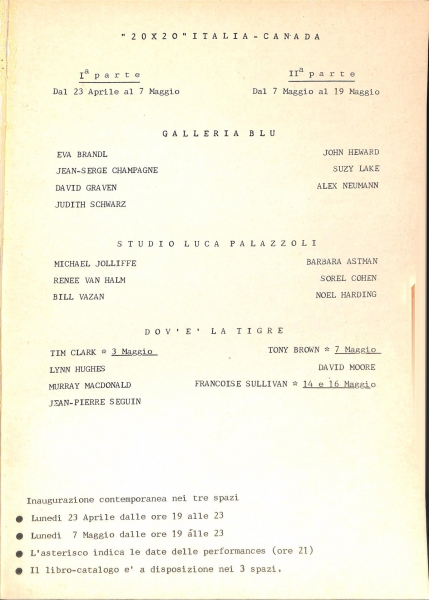 "20X20" ITALIA-CANADA
Iª parte IIª parte
Dal 23 Aprile al 7 Maggio Dal 7 Maggio al 19 Maggio
GALLERIA BLU
EVA BRANDL JOHN HEWARD
JEAN-SERGE CHAMPAGNE SUZY LAKE
DAVID GRAVEN ALEX NEUMANN
JUDITH SCHWARZ
STUDIO LUCA PALAZZOLI
MICHAEL JOLLIFFE BARBARA ASTMAN
RENEE VAN HALM SOREL COHEN
BILL VAZAN NOEL HARDING
DOV'E' LA TIGRE
TIM CLARK * 3 Maggio TONY BROWN * 7 Maggio
LYNN HUGHES DAVID MOORE
MURRAY MACDONALD FRANCOISE SULLIVAN * 14 e 16 Maggio
JEAN-PIERRE SEGUIN
Inaugurazione contemporanea nei tre spazi
● Lunedi 23 Aprile dalle ore 19 alle 23
● Lunedi 7 Maggio dalle ore 19 alle 23
● L'asterisco indica le date delle performances (ore 21)
● Il libro-catalogo e' a disposizione nei 3 spazi.